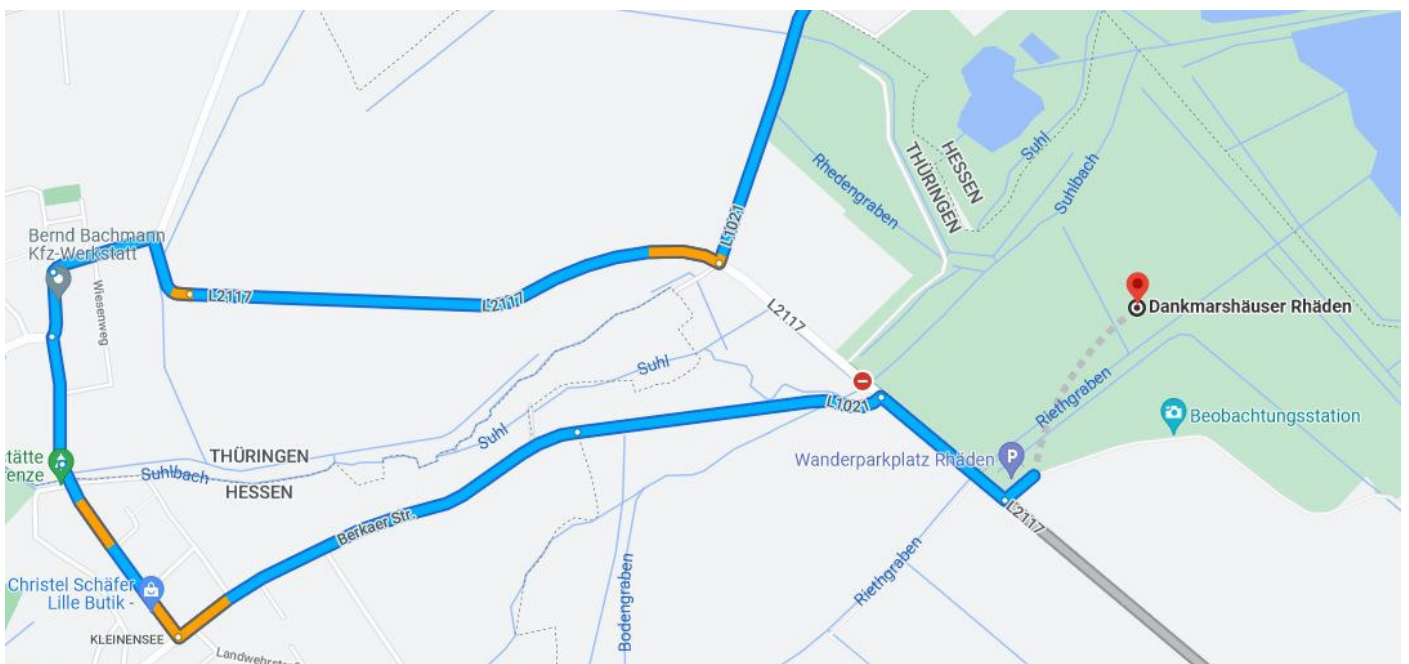 L1021
HESSEN
THÜRINGEN
Suhl
Suhlbach
Rhedengraben
Bernd Bachmann
Kfz-Werkstatt
Wiesenweg
L2117
L2117
L2117
Dankmarshäuser Rhäden
Suhl
L1021
Riethgraben
Beobachtungsstation
Suhl
THÜRINGEN
HESSEN
Suhlbach
Wanderparkplatz Rhäden
P
L2117
Berkaer Str.
Bodengraben
Riethgraben
Christel Schäfer
Lille Butik -
KLEINENSEE